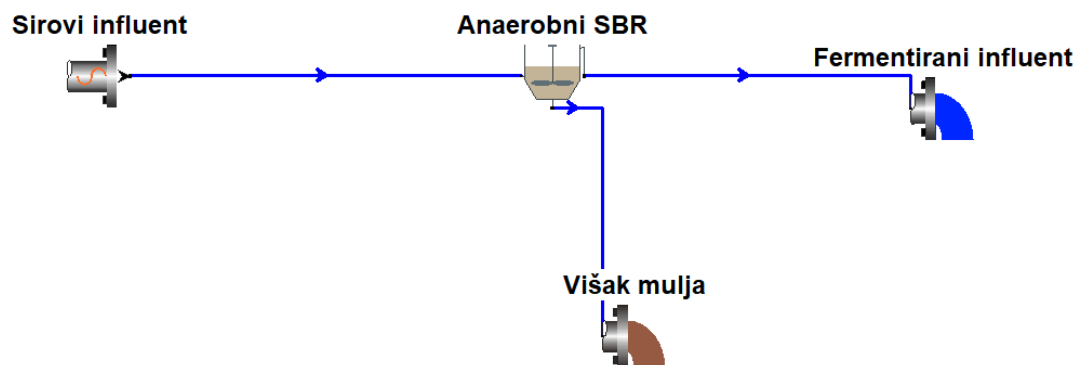 Sirovi influent
Anaerobni SBR
Fermentirani influent
Višak mulja